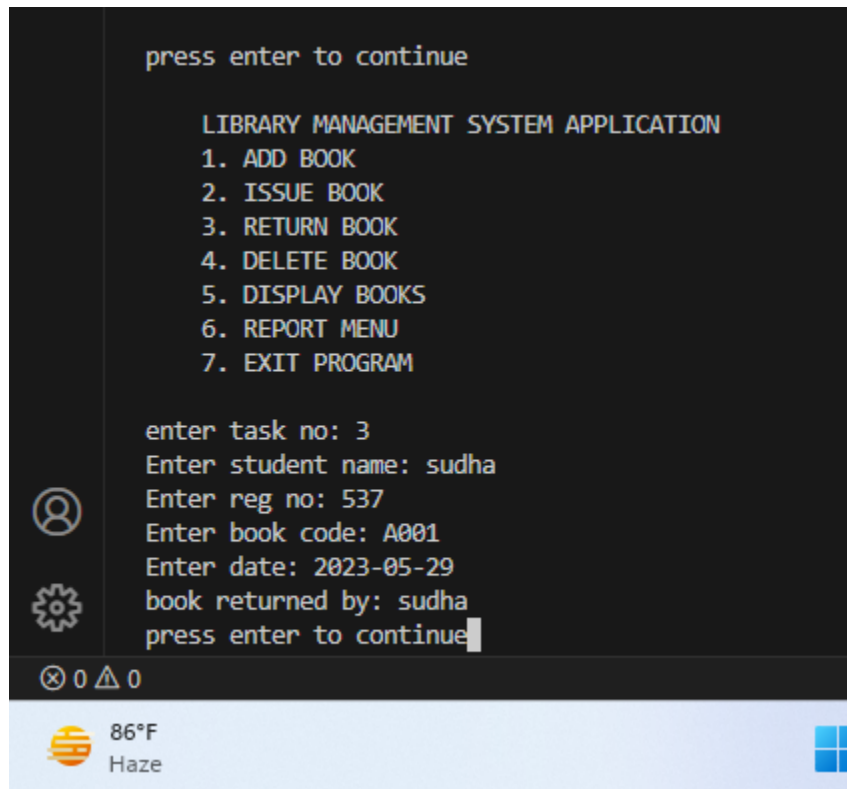 press enter to continue
LIBRARY MANAGEMENT SYSTEM APPLICATION
1. ADD BOOK
2. ISSUE BOOK
3. RETURN BOOK
4. DELETE BOOK
5. DISPLAY BOOKS
6. REPORT MENU
7. EXIT PROGRAM
enter task no: 3
Enter student name: sudha
Enter reg no: 537
Enter book code: A001
Enter date: 2023-05-29
book returned by: sudha
press enter to continue
0 0
86°F
Haze